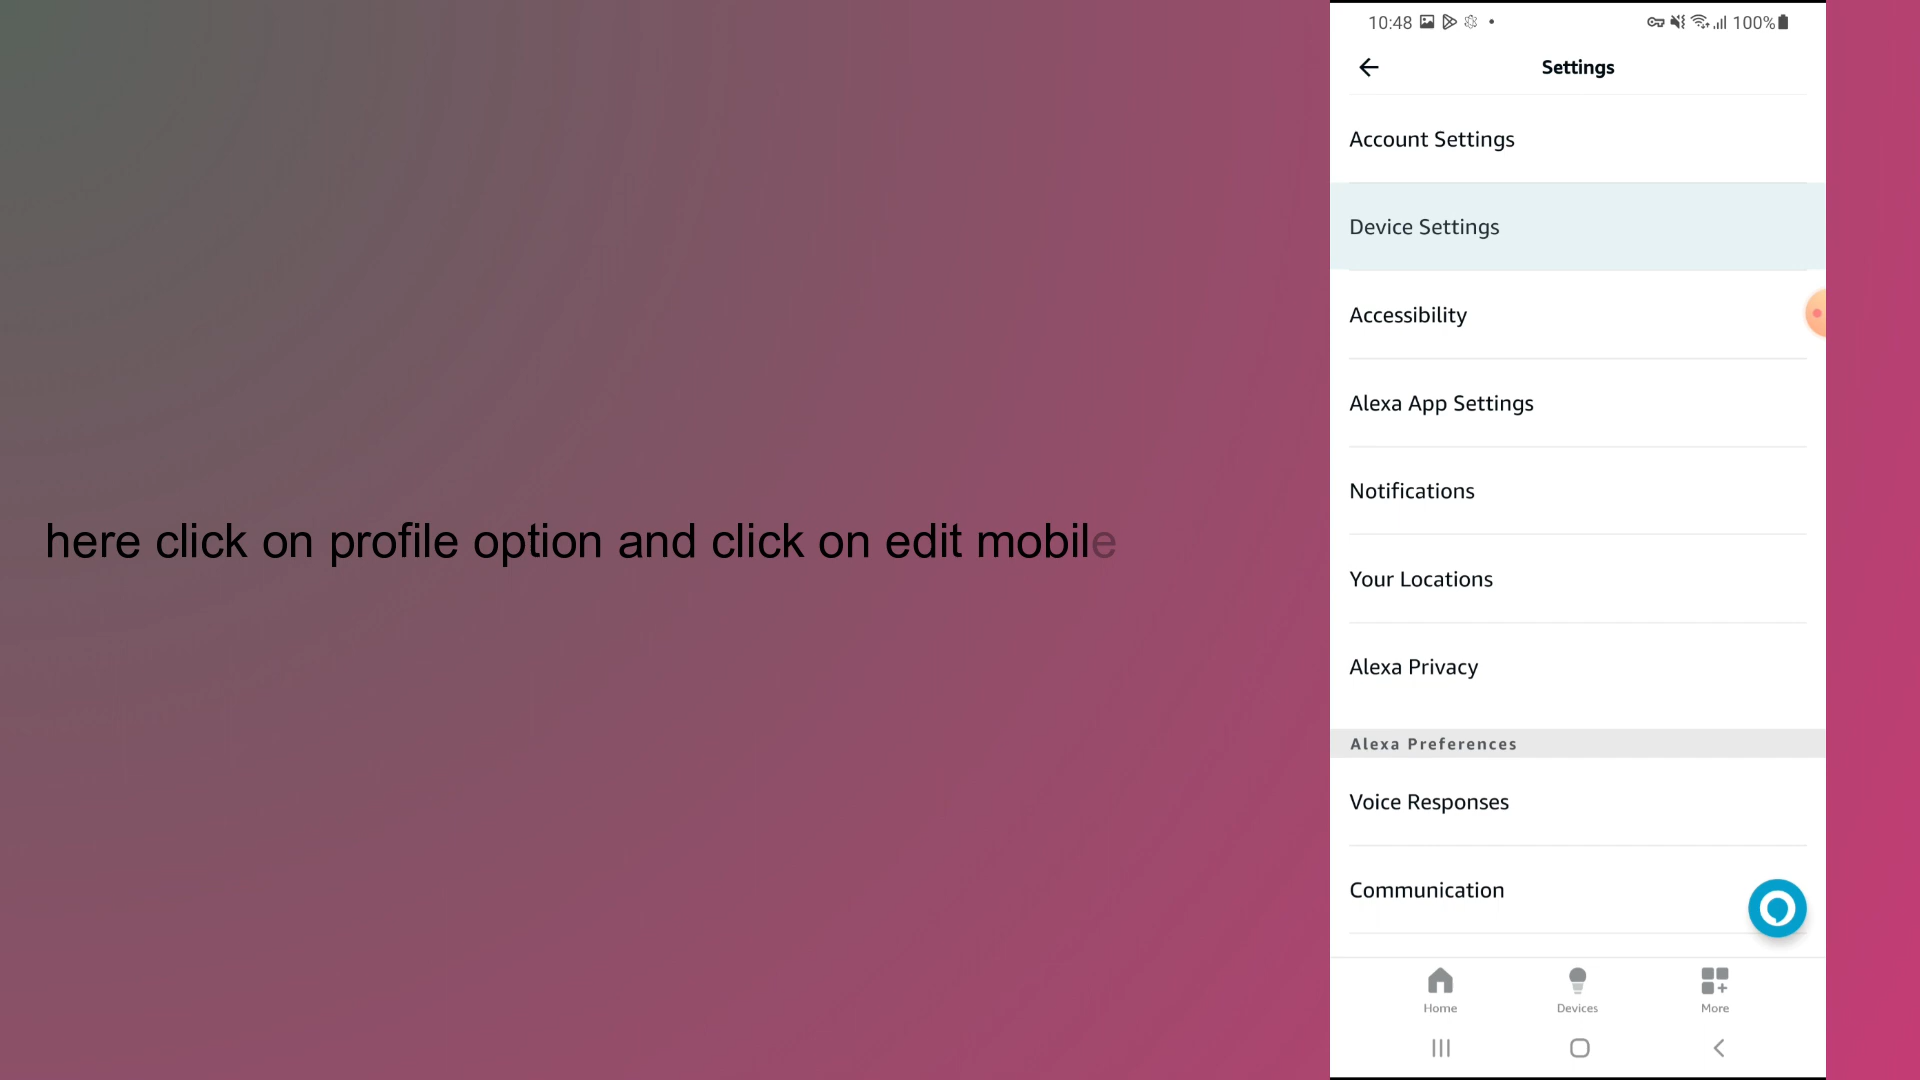 here click on profile option and click on edit mobile
10:48 100%
Settings
Account Settings
Device Settings
Accessibility
Alexa App Settings
Notifications
Your Locations
Alexa Privacy
Alexa Preferences
Voice Responses
Communication
Home Devices More